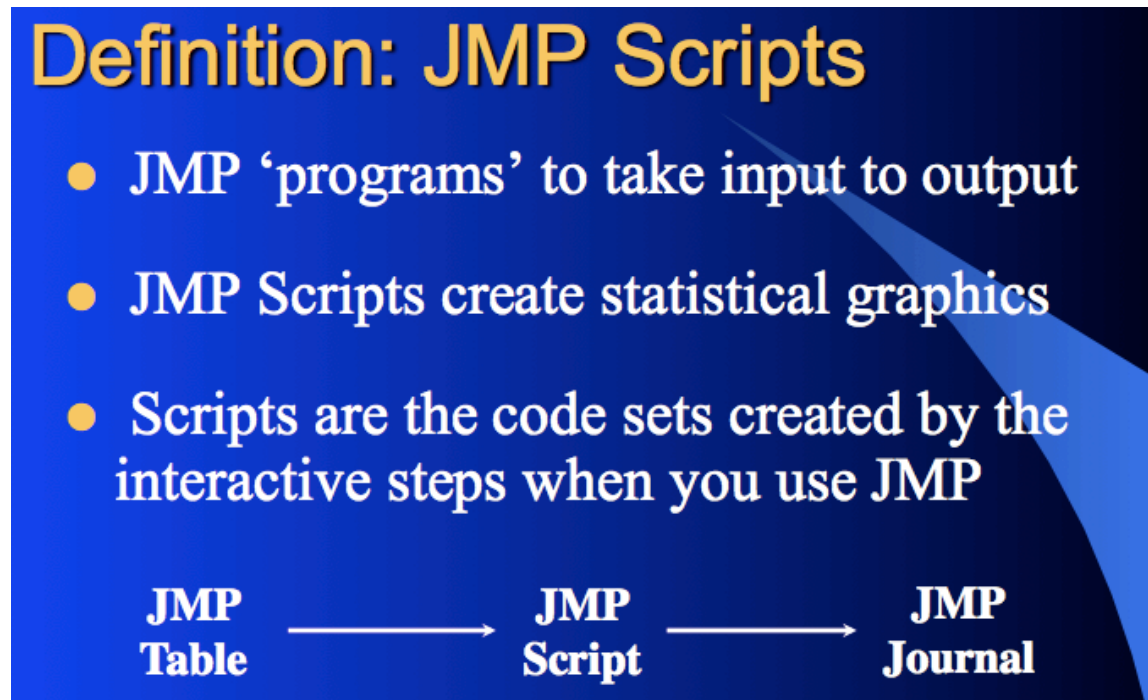 Definition: JMP Scripts
JMP ‘programs’ to take input to output
JMP Scripts create statistical graphics
Scripts are the code sets created by the
interactive steps when you use JMP
JMP JMP JMP
Table Script Journal